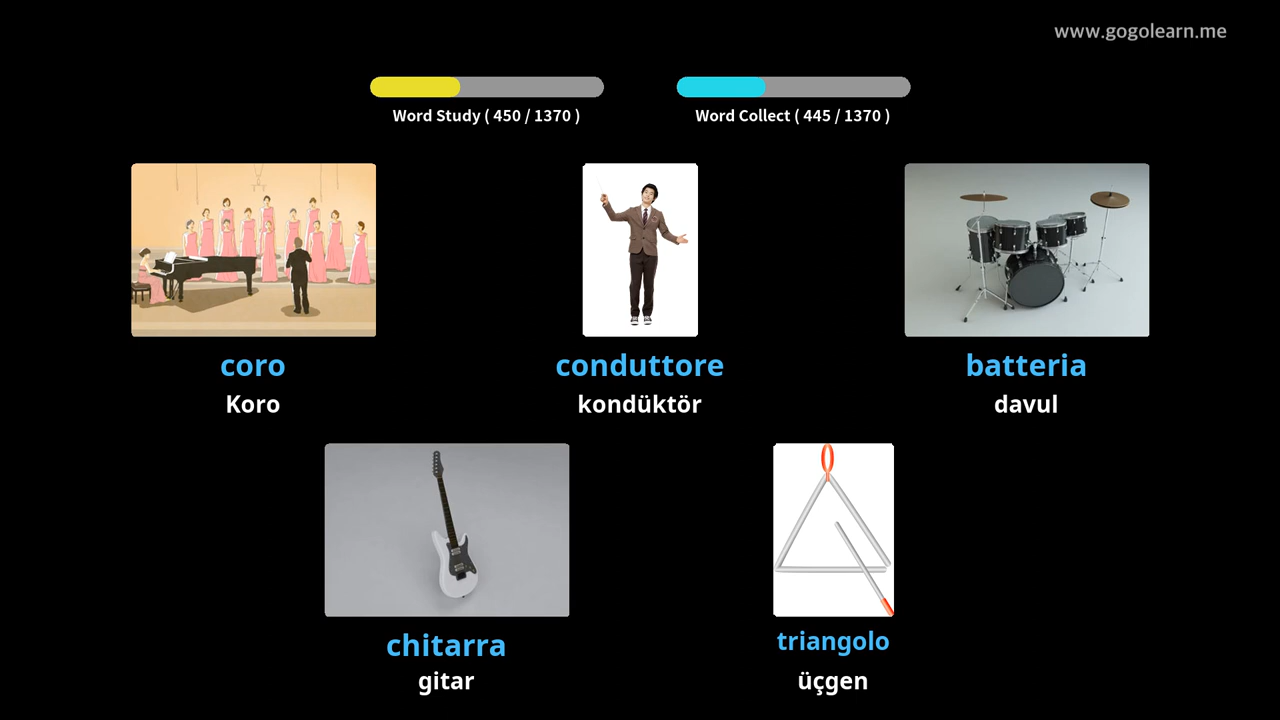 www.gogolearn.me
Word Study ( 450 / 1370 )
Word Collect ( 445 / 1370 )
coro
Koro
conduttore
kondüktör
batteria
davul
chitarra
gitar
triangolo
üçgen